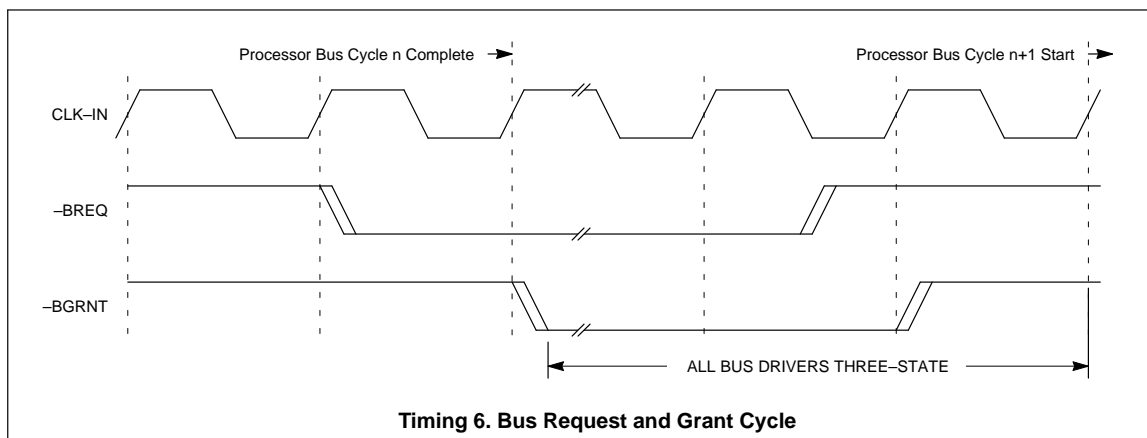 Processor Bus Cycle n Complete
Processor Bus Cycle n+1 Start
CLK–IN
–BREQ
–BGRNT
ALL BUS DRIVERS THREE–STATE
Timing 6. Bus Request and Grant Cycle